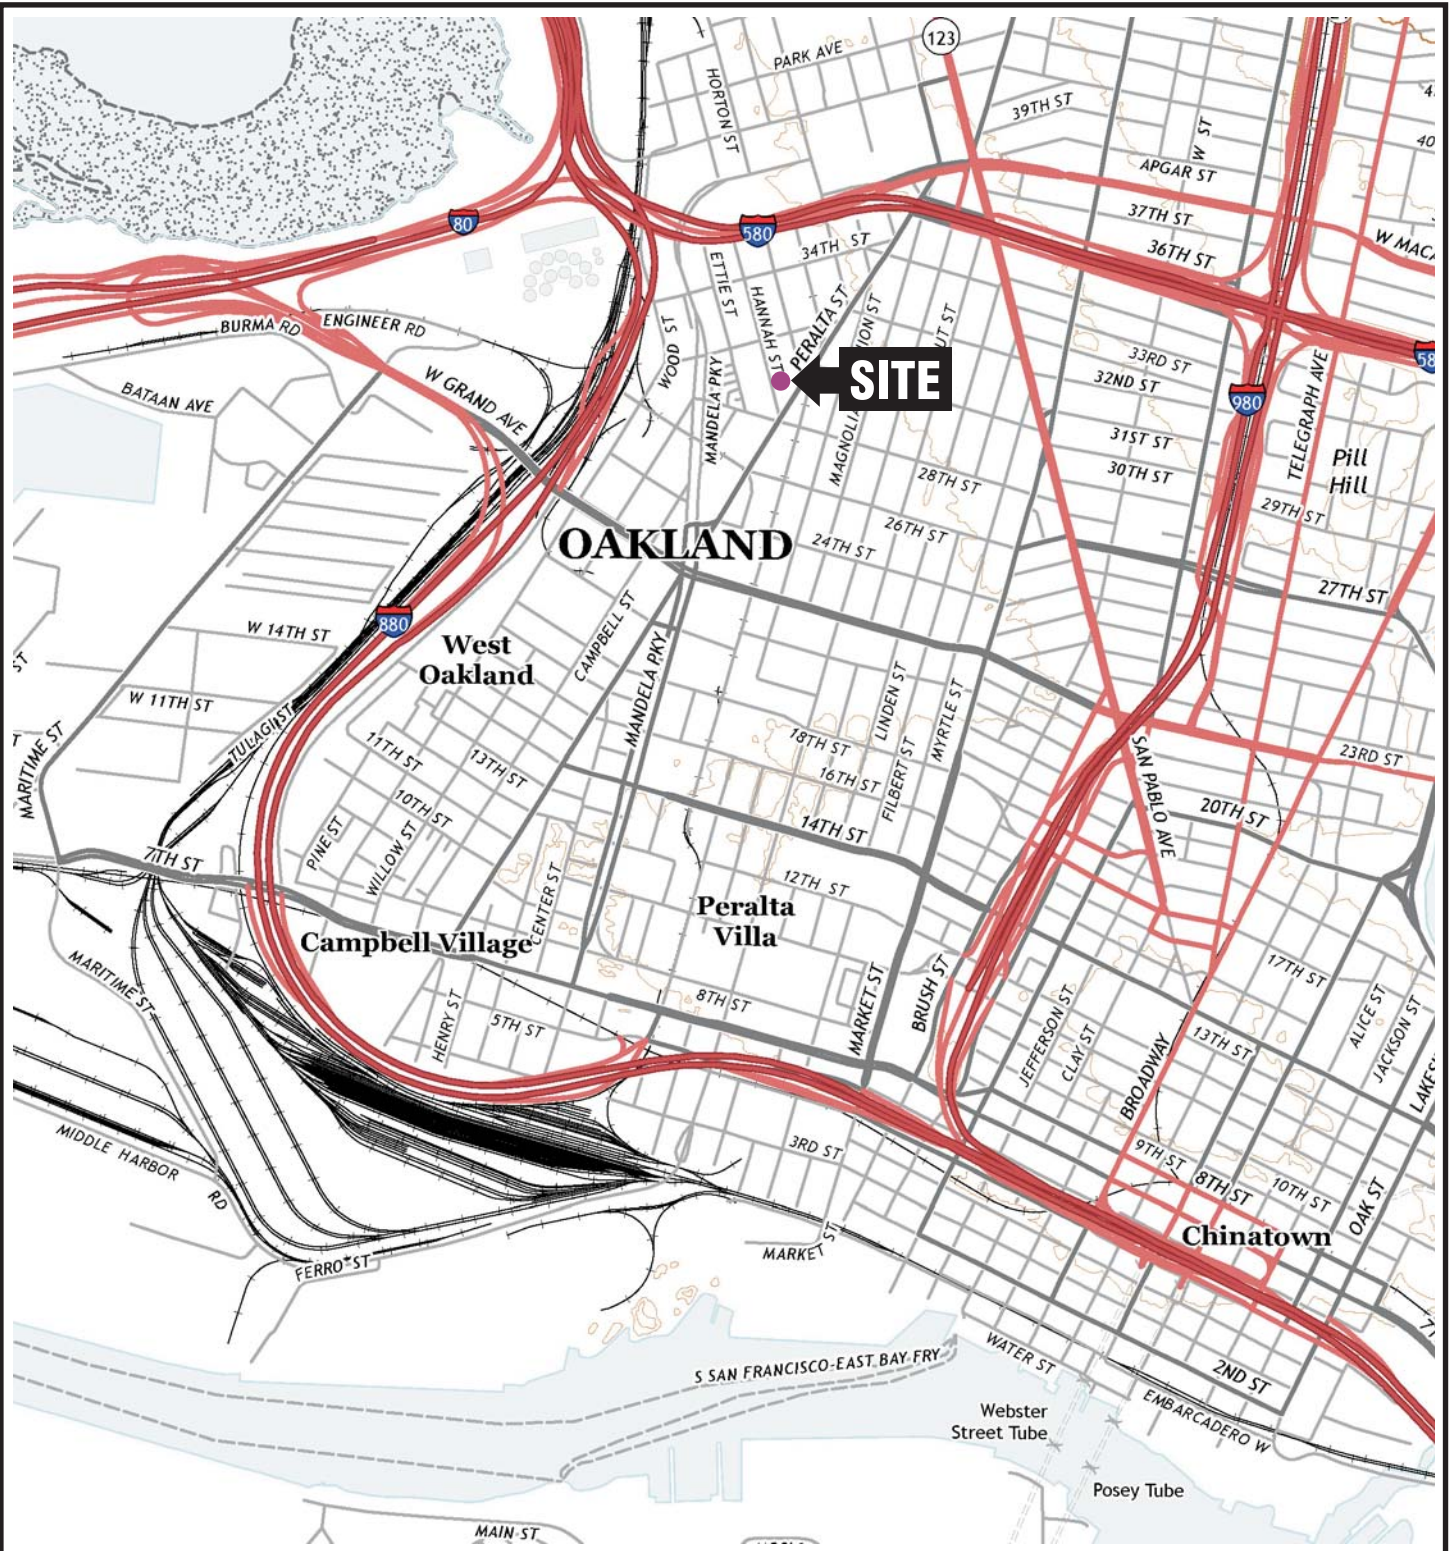 123
PARK AVE
HORTON ST
39TH ST
W ST
APGAR ST
80
580
37TH ST
36TH ST
34TH ST
ETTIE ST
HANNAH ST
PERALTA ST
BURMA RD
ENGINEER RD
WOOD ST
MANDELA PKY
33RD ST
32ND ST
SITE
W GRAND AVE
BATAAN AVE
980
TELEGRAPH AVE
31ST ST
30TH ST
Pill
Hill
28TH ST
29TH ST
26TH ST
24TH ST
OAKLAND
27TH ST
880
W 14TH ST
West
Oakland
CAMPBELL ST
MANDELA PKY
LINDEN ST
MYRTLE ST
FILBERT ST
W 11TH ST
TULAGI ST
MARITIME ST
11TH ST
13TH ST
10TH ST
18TH ST
16TH ST
14TH ST
SAN PABLO AVE
23RD ST
20TH ST
PINE ST
WILLOW ST
7TH ST
12TH ST
Peralta
Villa
CENTER ST
Campbell Village
MARITIME ST
HENRY ST
5TH ST
8TH ST
MARKET ST
BRUSH ST
JEFFERSON ST
CLAY ST
BROADWAY
17TH ST
13TH ST
ALICE ST
JACKSON ST
MIDDLE HARBOR
RD
3RD ST
9TH ST
8TH ST
10TH ST
OAK ST
Chinatown
MARKET ST
FERRO ST
S SAN FRANCISCO-EAST BAY FRY
WATER ST
2ND ST
EMBARCADERO W
Webster
Street Tube
Posey Tube
MAIN ST